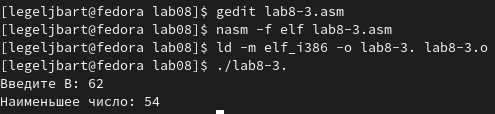 [legeljbart@fedora lab08]$ gedit lab8-3.asm
[legeljbart@fedora lab08]$ nasm -f elf lab8-3.asm
[legeljbart@fedora lab08]$ ld -m elf_i386 -o lab8-3. lab8-3.o
[legeljbart@fedora lab08]$ ./lab8-3.
Введите B: 62
Наименьшее число: 54